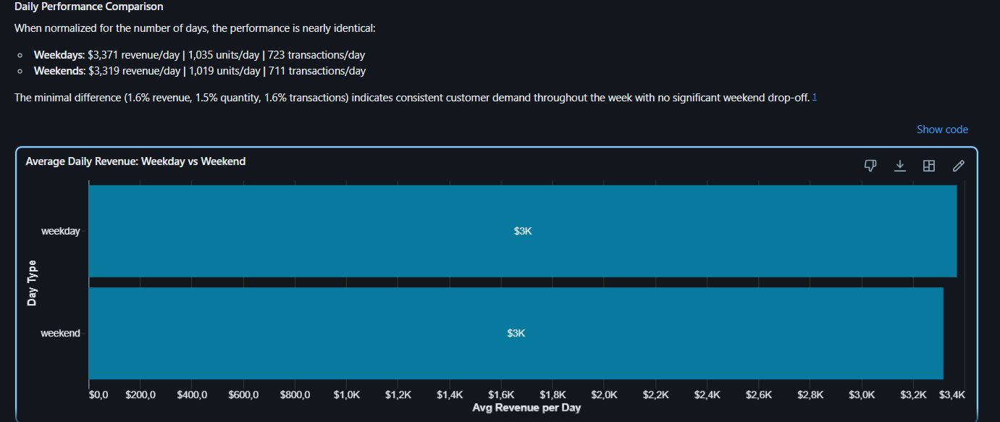 Daily Performance Comparison
When normalized for the number of days, the performance is nearly identical:
Weekdays: $3,371 revenue/day | 1,035 units/day | 723 transactions/day
Weekends: $3,319 revenue/day | 1,019 units/day | 711 transactions/day
The minimal difference (1.6% revenue, 1.5% quantity, 1.6% transactions) indicates consistent customer demand throughout the week with no significant weekend drop-off. 1
Show code
Average Daily Revenue: Weekday vs Weekend
weekday
$3K
Day Type
weekend
$3K
$0,0 $200,0 $400,0 $600,0 $800,0 $1,0K $1,2K $1,4K $1,6K $1,8K $2,0K $2,2K $2,4K $2,6K $2,8K $3,0K $3,2K $3,4K
Avg Revenue per Day